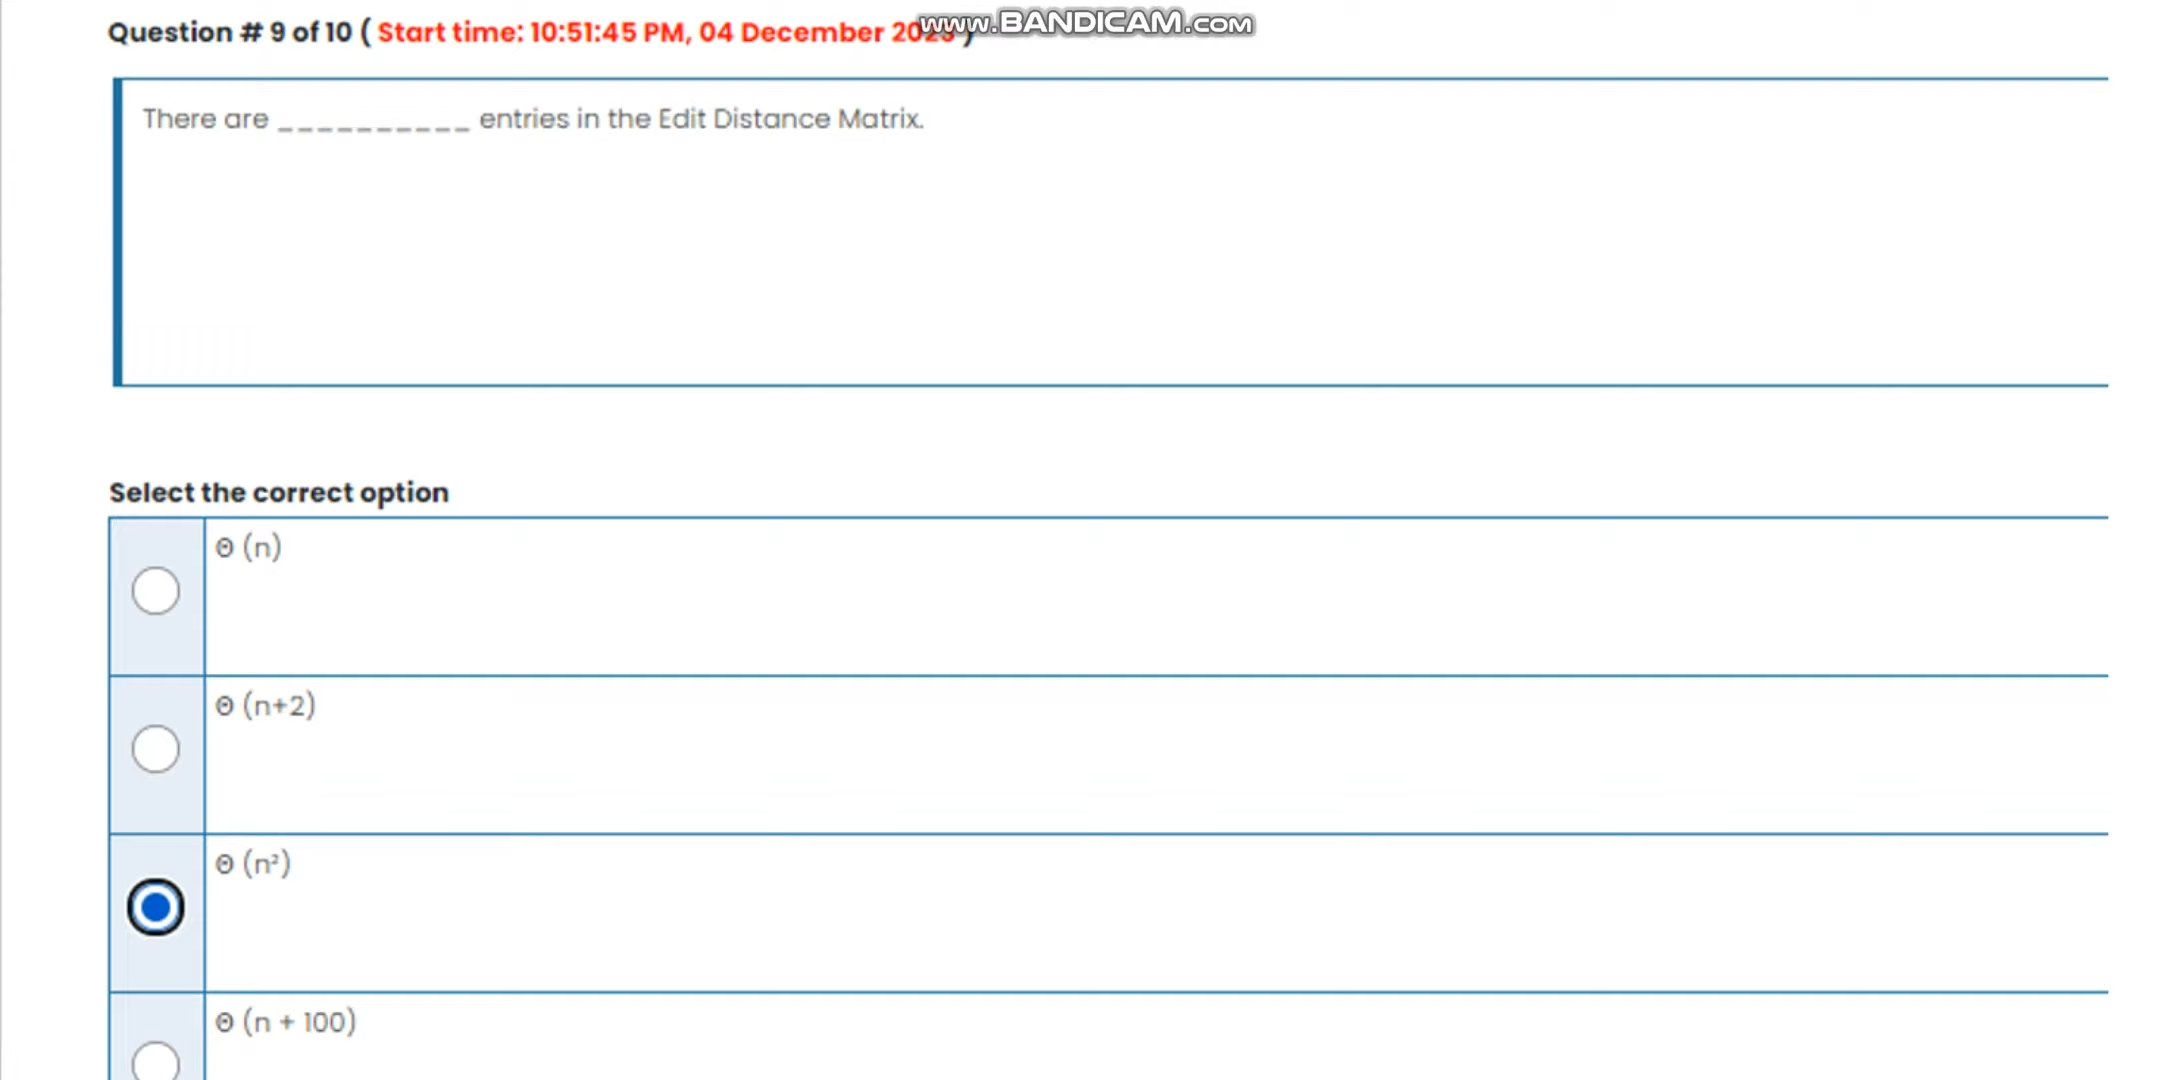 www.BANDICAM.com
Question # 9 of 10 ( Start time: 10:51:45 PM, 04 December 2023 )
There are __________ entries in the Edit Distance Matrix.
Select the correct option
Θ (n)
Θ (n+2)
Θ (n²)
Θ (n + 100)